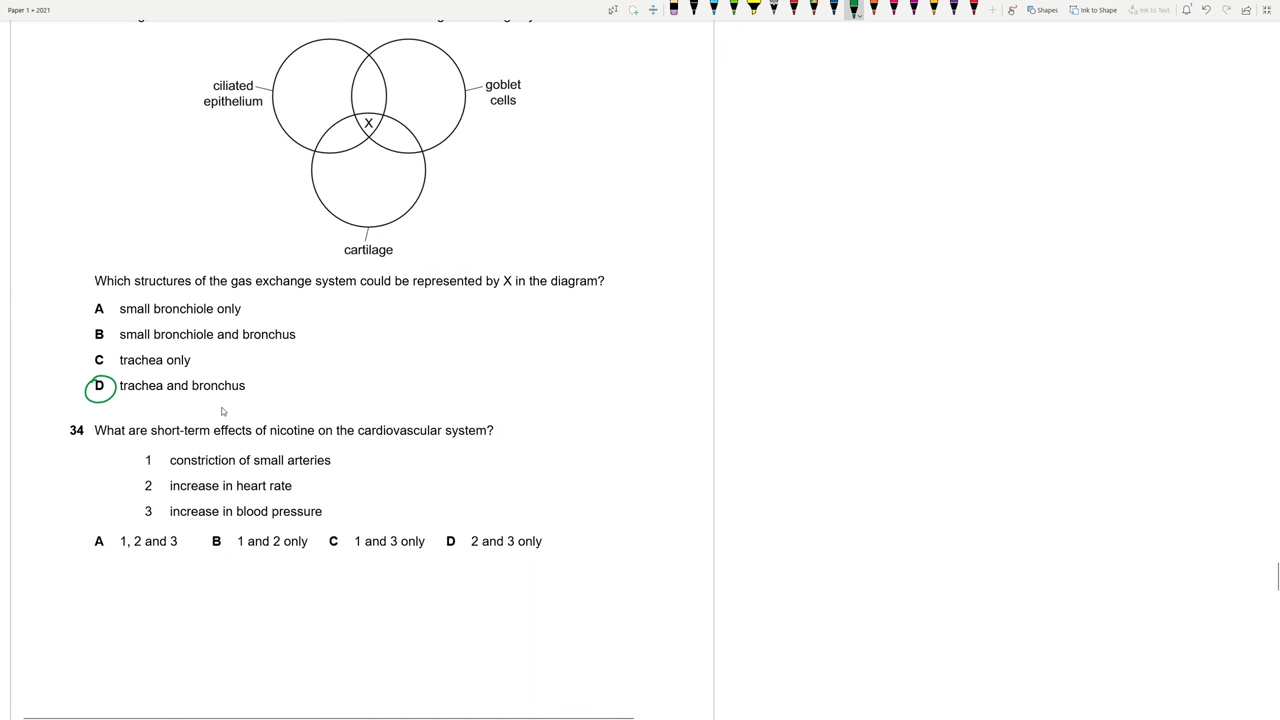 Paper 1 • 2021
Shapes
Ink to Shape
Ink to Text
ciliated
epithelium
goblet
cells
X
cartilage
Which structures of the gas exchange system could be represented by X in the diagram?
A small bronchiole only
B small bronchiole and bronchus
C trachea only
D trachea and bronchus
34 What are short-term effects of nicotine on the cardiovascular system?
1 constriction of small arteries
2 increase in heart rate
3 increase in blood pressure
A 1, 2 and 3 B 1 and 2 only C 1 and 3 only D 2 and 3 only